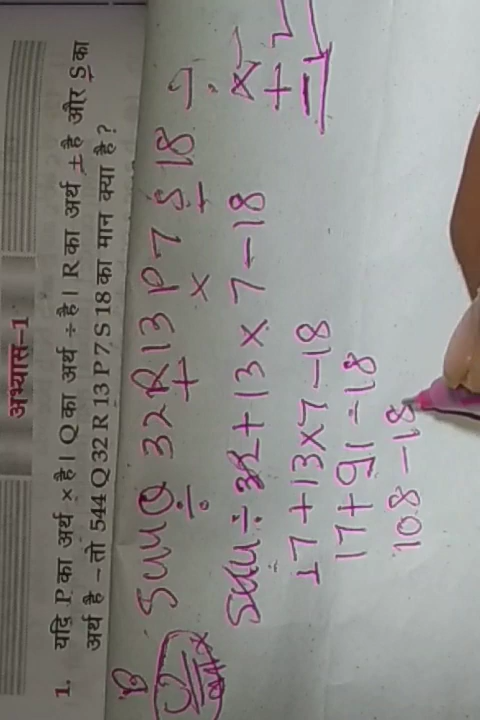 अभ्यास–1
1. यदि P का अर्थ × है। Q का अर्थ ÷ है। R का अर्थ + है और S का
अर्थ है – तो 544 Q 32 R 13 P 7 S 18 का मान क्या है ?
544 Q 32 R 13 P 7 S 18
÷ + × –
544 ÷ 32 + 13 × 7 – 18
17 + 13 × 7 – 18
17 + 91 – 18
108 – 18